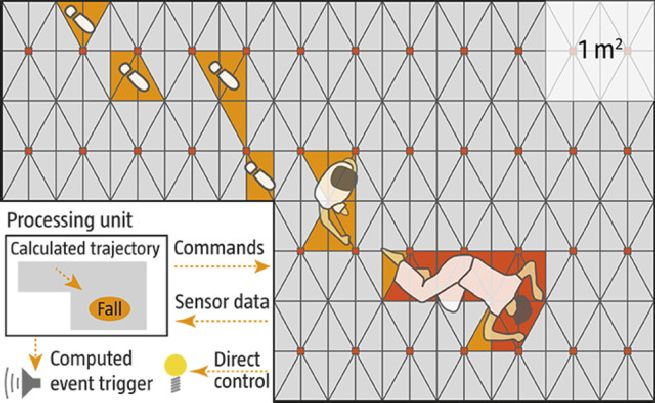 1 m²
Processing unit
Calculated trajectory
Fall
Commands
Sensor data
Computed
event trigger
Direct
control